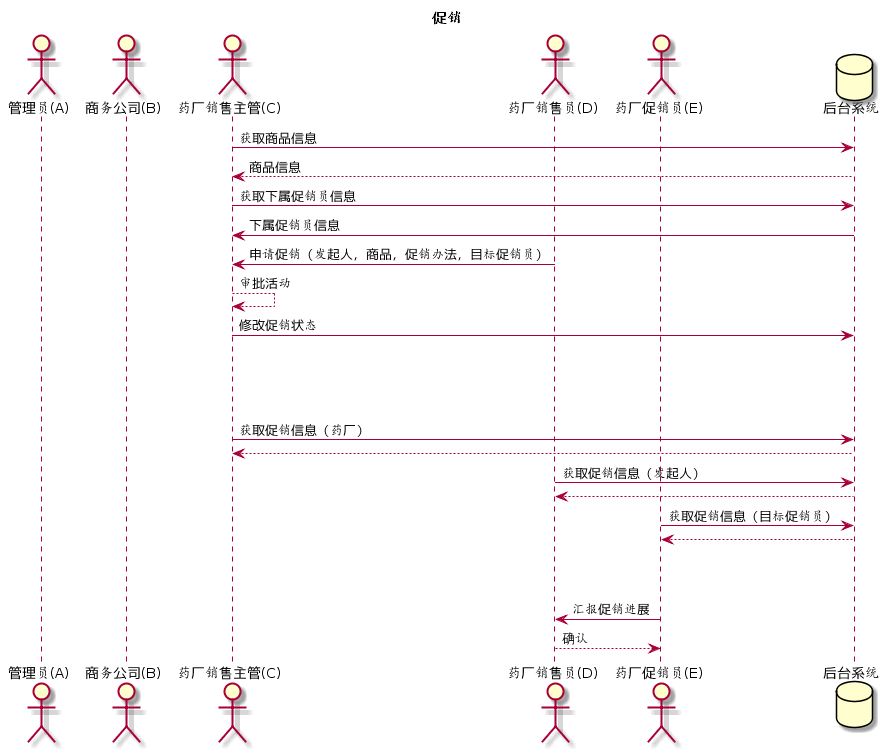 促销
管理员(A) 商务公司(B) 药厂销售主管(C) 药厂销售员(D) 药厂促销员(E) 后台系统
获取商品信息
商品信息
获取下属促销员信息
下属促销员信息
申请促销（发起人，商品，促销办法，目标促销员）
审批活动
修改促销状态
获取促销信息（药厂）
获取促销信息（发起人）
获取促销信息（目标促销员）
汇报促销进展
确认
管理员(A) 商务公司(B) 药厂销售主管(C) 药厂销售员(D) 药厂促销员(E) 后台系统